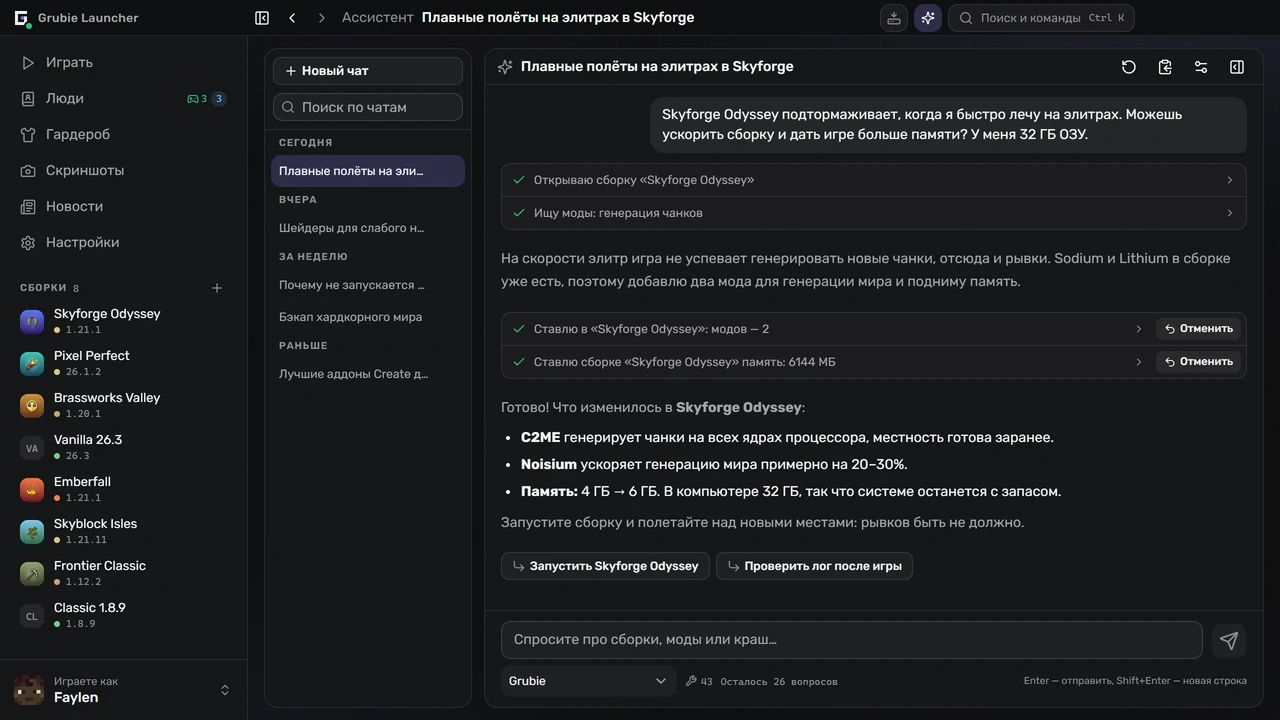 Grubie Launcher
Ассистент Плавные полёты на элитрах в Skyforge
Поиск и команды Ctrl K
Играть
Люди 3 3
Гардероб
Скриншоты
Новости
Настройки
СБОРКИ 8
Skyforge Odyssey
1.21.1
Pixel Perfect
26.1.2
Brassworks Valley
1.20.1
VA Vanilla 26.3
26.3
Emberfall
1.21.1
Skyblock Isles
1.21.11
Frontier Classic
1.12.2
CL Classic 1.8.9
1.8.9
Играете как
Faylen
Новый чат
Поиск по чатам
СЕГОДНЯ
Плавные полёты на эли…
ВЧЕРА
Шейдеры для слабого н…
ЗА НЕДЕЛЮ
Почему не запускается …
Бэкап хардкорного мира
РАНЬШЕ
Лучшие аддоны Create д…
Плавные полёты на элитрах в Skyforge
Skyforge Odyssey подтормаживает, когда я быстро лечу на элитрах. Можешь
ускорить сборку и дать игре больше памяти? У меня 32 ГБ ОЗУ.
Открываю сборку «Skyforge Odyssey»
Ищу моды: генерация чанков
На скорости элитр игра не успевает генерировать новые чанки, отсюда и рывки. Sodium и Lithium в сборке
уже есть, поэтому добавлю два мода для генерации мира и подниму память.
Ставлю в «Skyforge Odyssey»: модов — 2 Отменить
Ставлю сборке «Skyforge Odyssey» память: 6144 МБ Отменить
Готово! Что изменилось в Skyforge Odyssey:
• C2ME генерирует чанки на всех ядрах процессора, местность готова заранее.
• Noisium ускоряет генерацию мира примерно на 20–30%.
• Память: 4 ГБ → 6 ГБ. В компьютере 32 ГБ, так что системе останется с запасом.
Запустите сборку и полетайте над новыми местами: рывков быть не должно.
Запустить Skyforge Odyssey Проверить лог после игры
Спросите про сборки, моды или краш…
Grubie 43 Осталось 26 вопросов Enter — отправить, Shift+Enter — новая строка